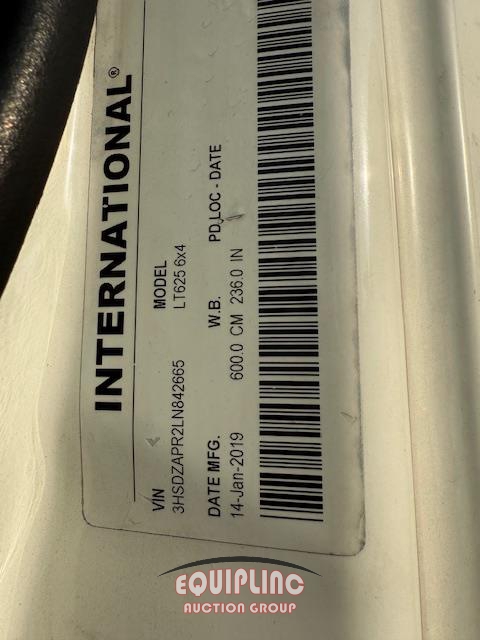 INTERNATIONAL®
VIN MODEL
3HSDZAPR2LN842665 LT625 6x4
DATE MFG. W.B. PD,LOC - DATE
14-Jan-2019 600.0 CM 236.0 IN
EQUIPLINC
AUCTION GROUP